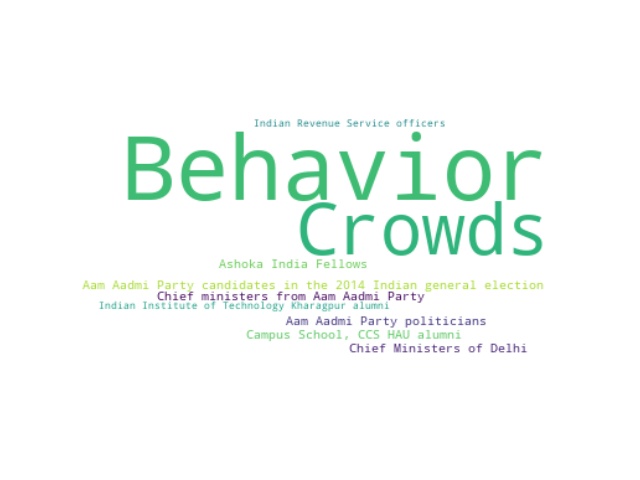 Indian Revenue Service officers
Behavior
Crowds
Ashoka India Fellows
Aam Aadmi Party candidates in the 2014 Indian general election
Chief ministers from Aam Aadmi Party
Indian Institute of Technology Kharagpur alumni
Aam Aadmi Party politicians
Campus School, CCS HAU alumni
Chief Ministers of Delhi